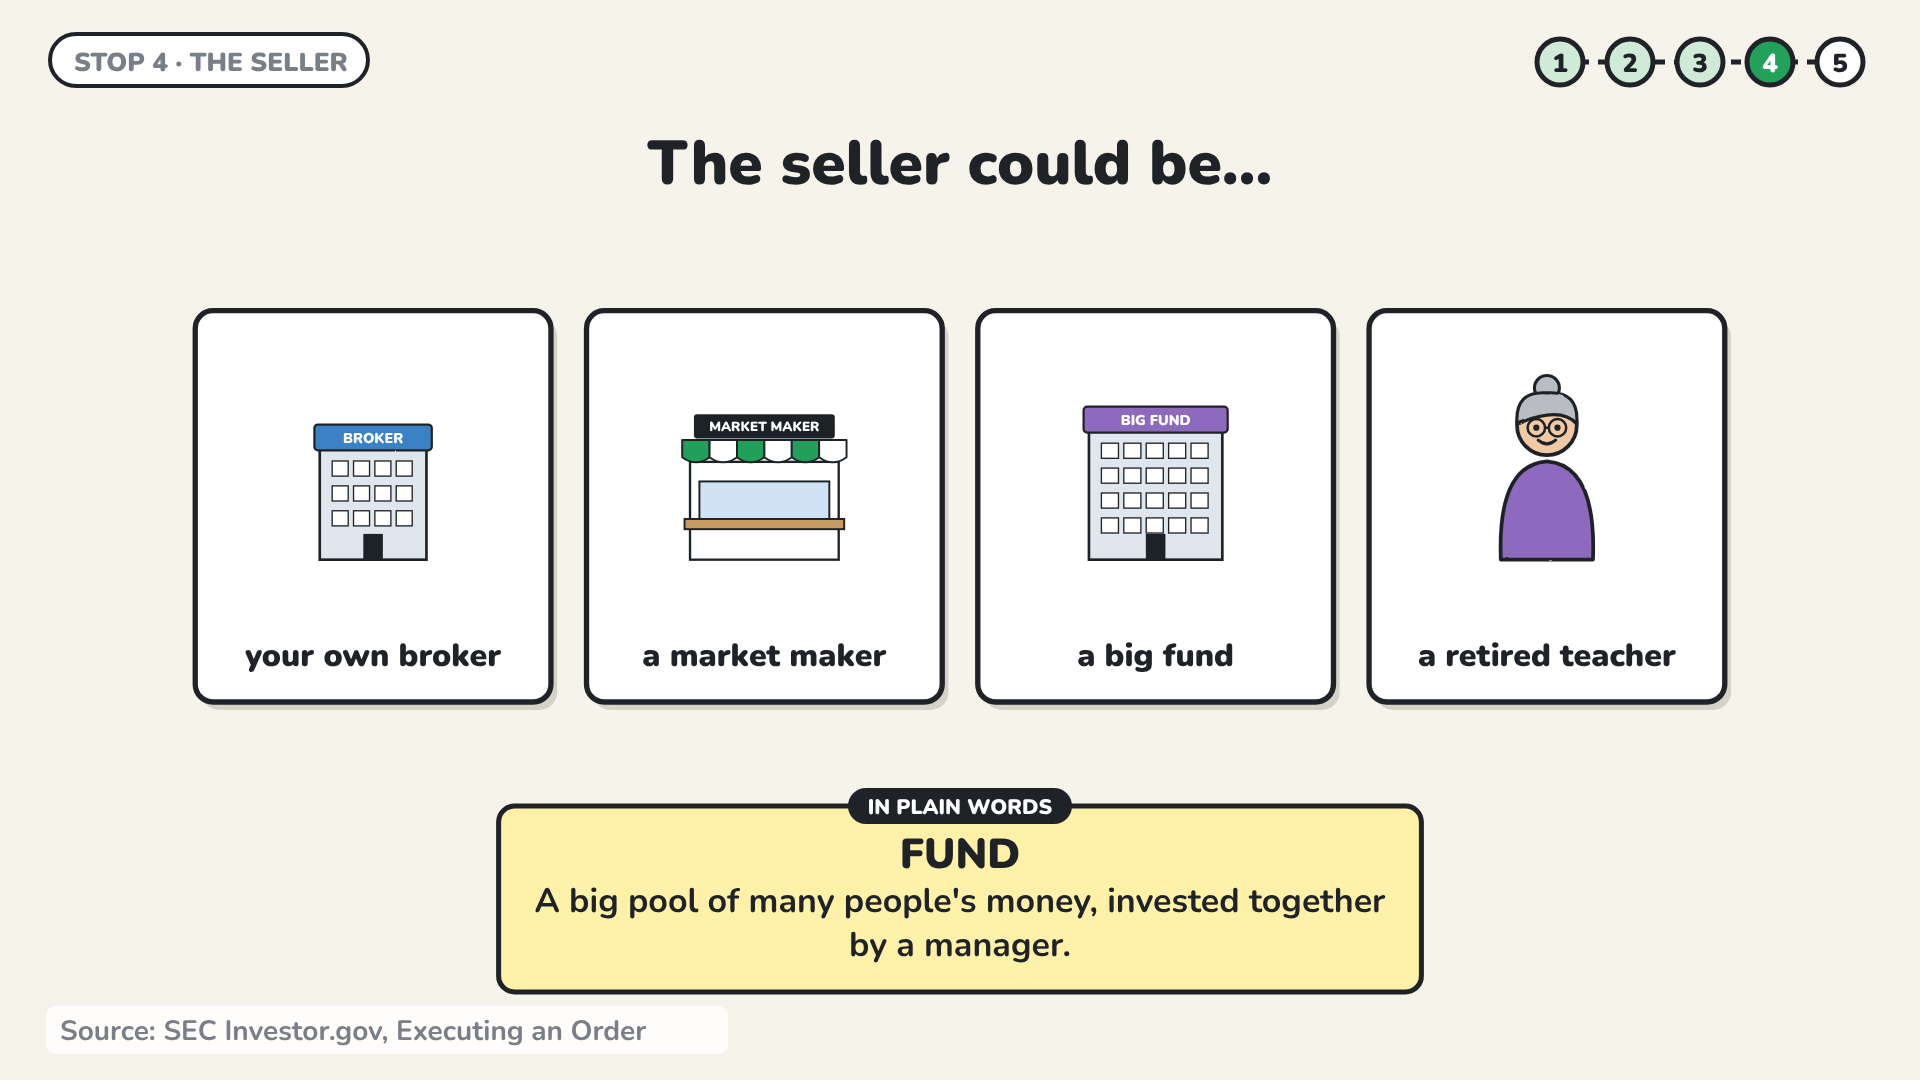 STOP 4 · THE SELLER
1 2 3 4 5
The seller could be...
BROKER
MARKET MAKER
BIG FUND
your own broker
a market maker
a big fund
a retired teacher
IN PLAIN WORDS
FUND
A big pool of many people's money, invested together
by a manager.
Source: SEC Investor.gov, Executing an Order